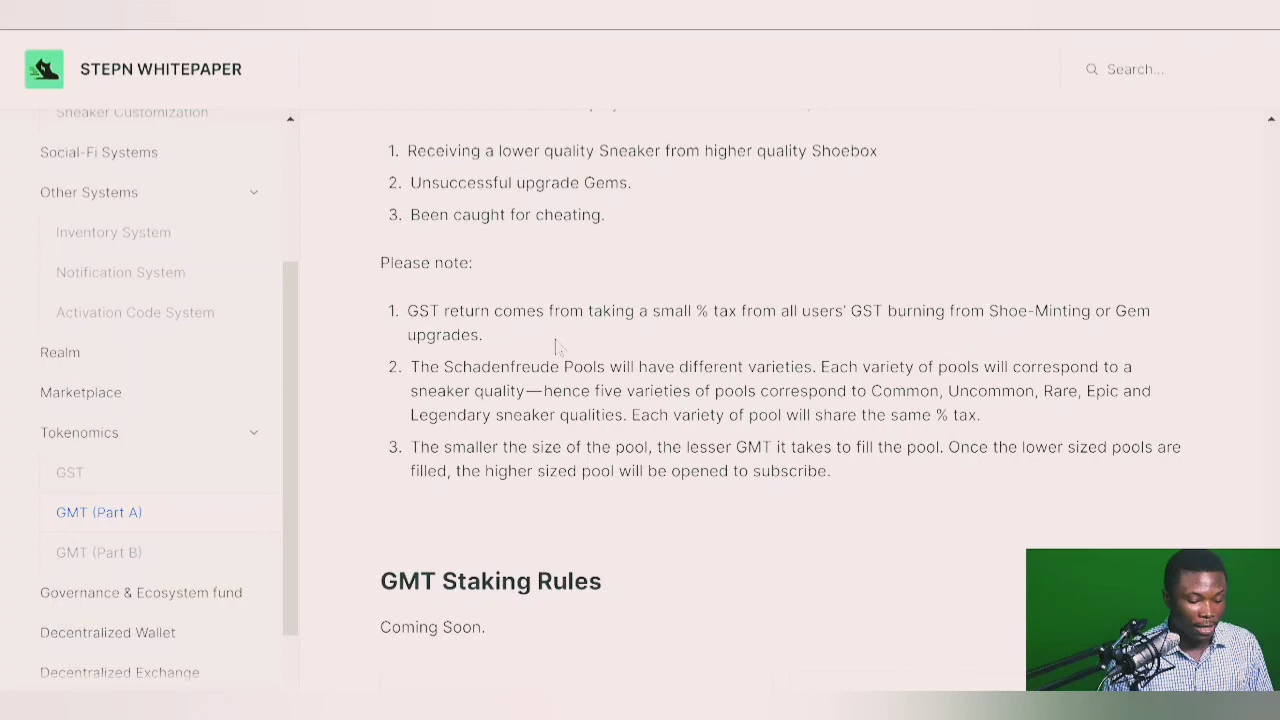 STEPN WHITEPAPER
Search...
Sneaker Customization
Social-Fi Systems
Other Systems
Inventory System
Notification System
Activation Code System
Realm
Marketplace
Tokenomics
GST
GMT (Part A)
GMT (Part B)
Governance & Ecosystem fund
Decentralized Wallet
Decentralized Exchange
1. Receiving a lower quality Sneaker from higher quality Shoebox
2. Unsuccessful upgrade Gems.
3. Been caught for cheating.
Please note:
1. GST return comes from taking a small % tax from all users' GST burning from Shoe-Minting or Gem
upgrades.
2. The Schadenfreude Pools will have different varieties. Each variety of pools will correspond to a
sneaker quality—hence five varieties of pools correspond to Common, Uncommon, Rare, Epic and
Legendary sneaker qualities. Each variety of pool will share the same % tax.
3. The smaller the size of the pool, the lesser GMT it takes to fill the pool. Once the lower sized pools are
filled, the higher sized pool will be opened to subscribe.
GMT Staking Rules
Coming Soon.